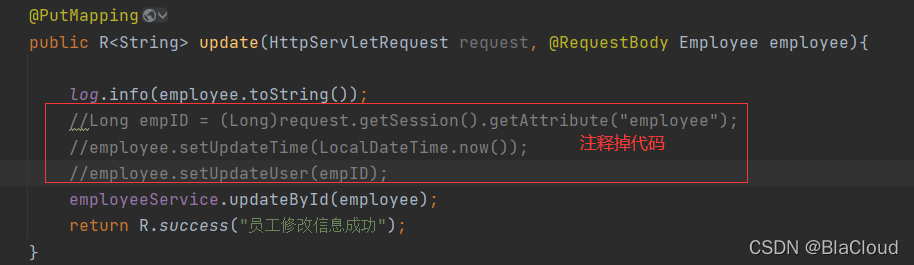 @PutMapping
public R<String> update(HttpServletRequest request, @RequestBody Employee employee){
log.info(employee.toString());
//Long empID = (Long)request.getSession().getAttribute("employee");
//employee.setUpdateTime(LocalDateTime.now());
注释掉代码
//employee.setUpdateUser(empID);
employeeService.updateById(employee);
return R.success("员工修改信息成功");
}
CSDN @BlaCloud